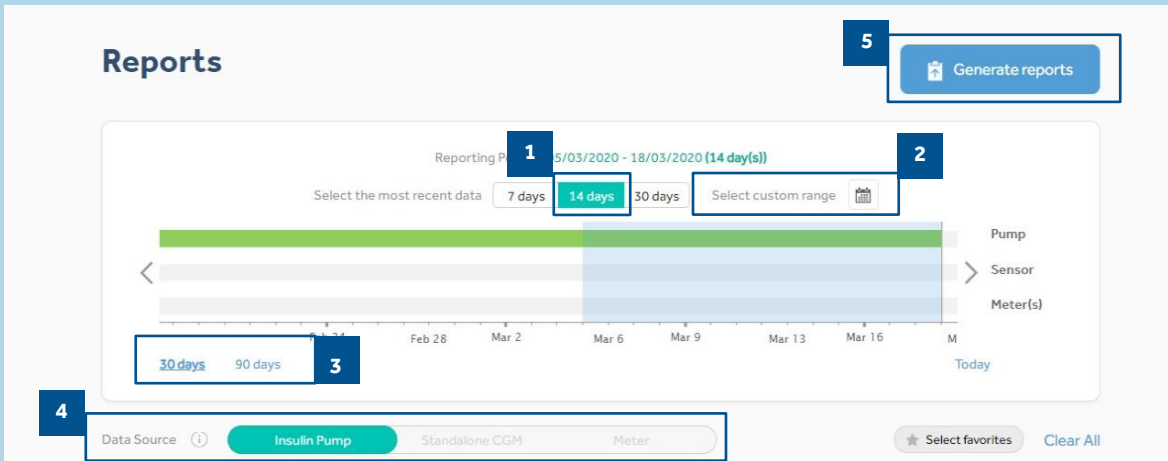 5
Reports
Generate reports
1
2
Reporting P 5/03/2020 - 18/03/2020 (14 day(s))
Select the most recent data 7 days 14 days 30 days Select custom range
Pump
Sensor
Meter(s)
Feb 28 Mar 2 Mar 6 Mar 9 Mar 13 Mar 16 M
30 days 90 days 3 Today
4
Data Source i Insulin Pump Standalone CGM Meter Select favorites Clear All